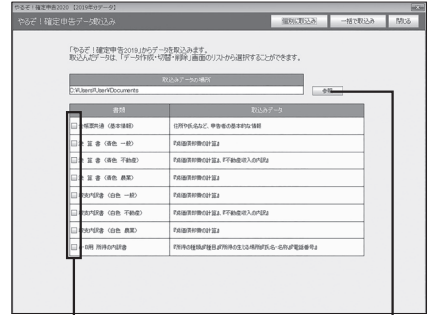 やるぞ！確定申告2020 【2019年分データ】
やるぞ！確定申告データ取込み
個別に取込み 一括で取込み 閉じる
「やるぞ！確定申告2019」からデータを取込みます。
取込んだデータは、「データ作成・切替・削除」画面のリストから選択することができます。
取込みデータの場所
C:¥Users¥User¥Documents
参照
書類 取込みデータ
全帳票共通（基本情報） 住所や氏名など、申告者の基本的な情報
決 算 書（青色 一般） 『減価償却費の計算』
決 算 書（青色 不動産） 『減価償却費の計算』、『不動産収入の内訳』
決 算 書（青色 農業） 『減価償却費の計算』
収支内訳書（白色 一般） 『減価償却費の計算』
収支内訳書（白色 不動産） 『減価償却費の計算』、『不動産収入の内訳』
収支内訳書（白色 農業） 『減価償却費の計算』
所得の内訳書 『所得の種類』『種目』『所得の生じる場所』『氏名・名称』『電話番号』